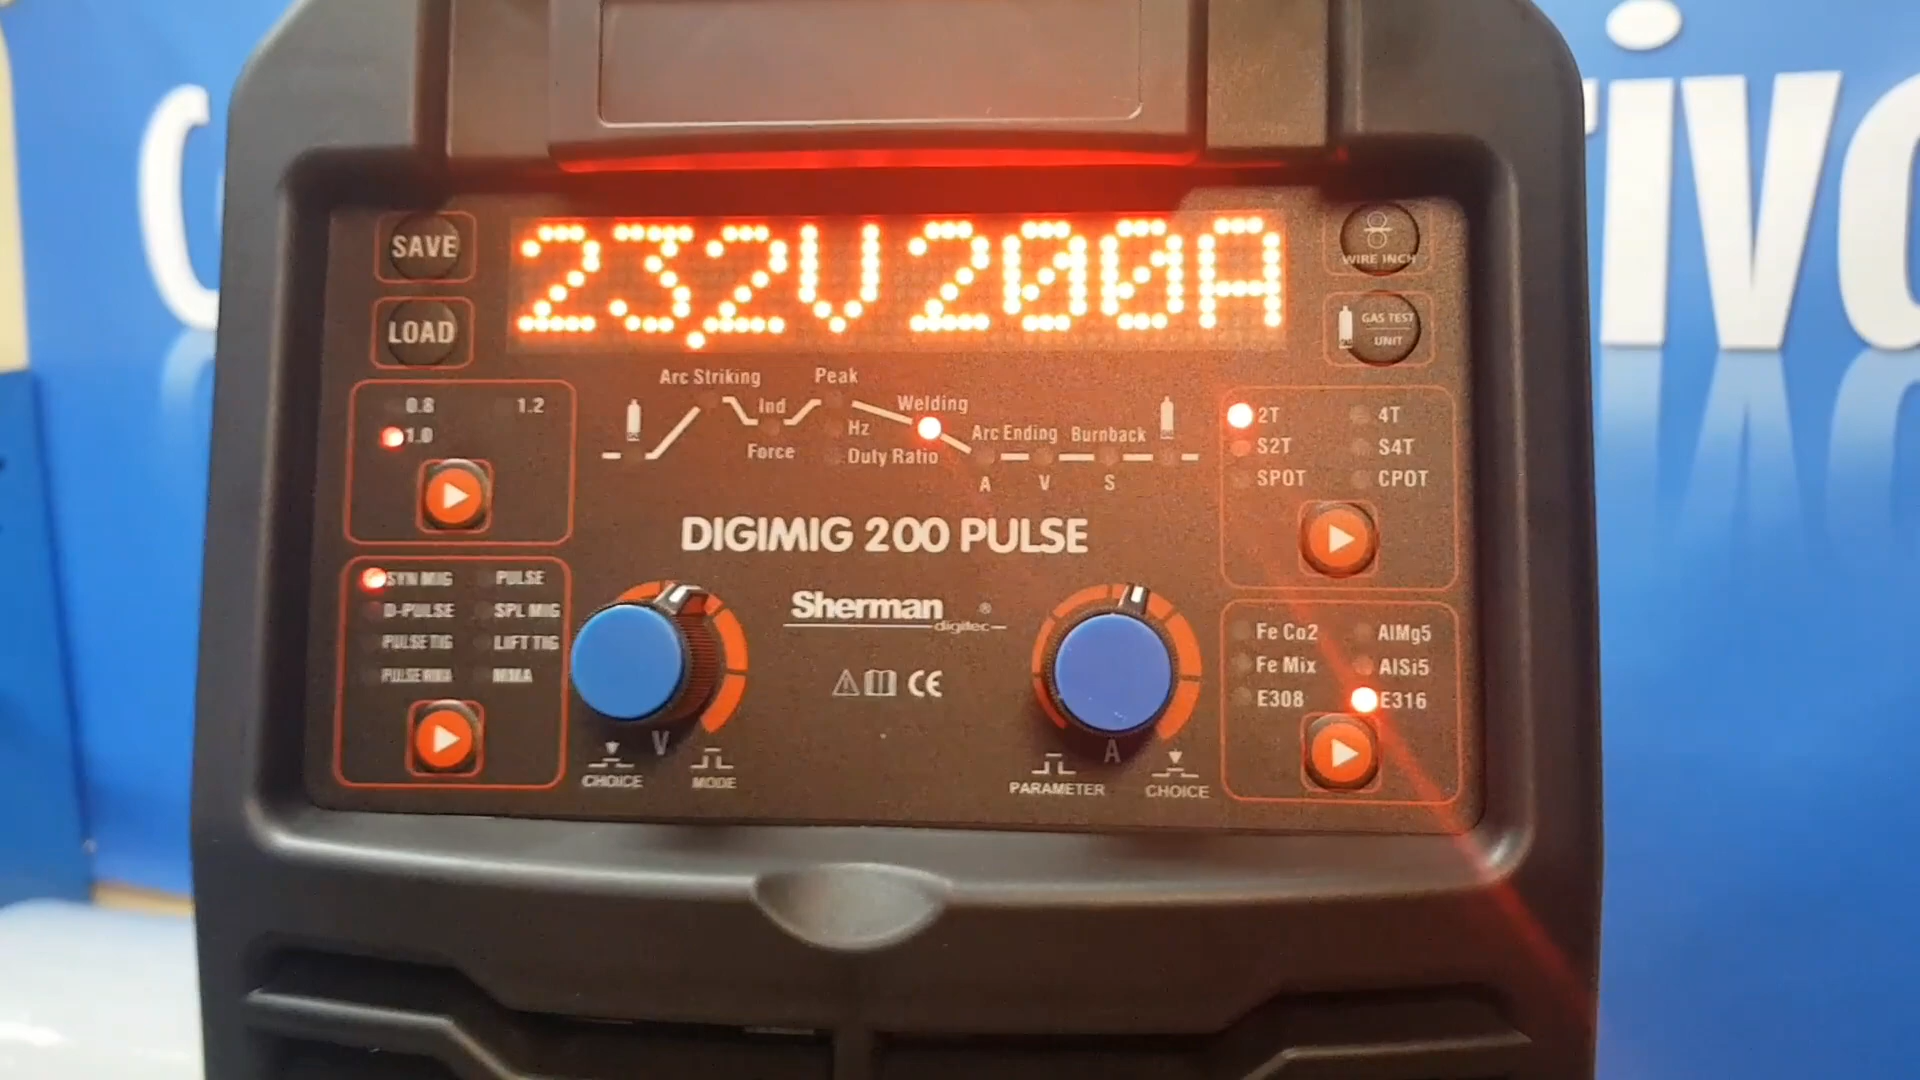 SAVE
23,2V 200A
WIRE INCH
LOAD
GAS TEST
UNIT
Arc Striking
Peak
Ind
Welding
Hz
Arc Ending
Burnback
Force
Duty Ratio
A
V
S
0.8
1.2
1.0
2T
4T
S2T
S4T
SPOT
CPOT
DIGIMIG 200 PULSE
SYN MIG
PULSE
D-PULSE
SPL MIG
PULSE TIG
LIFT TIG
PULSE MMA
MMA
Sherman ®
digitec
CE
Fe Co2
AlMg5
Fe Mix
AlSi5
E308
E316
V
CHOICE
MODE
A
PARAMETER
CHOICE